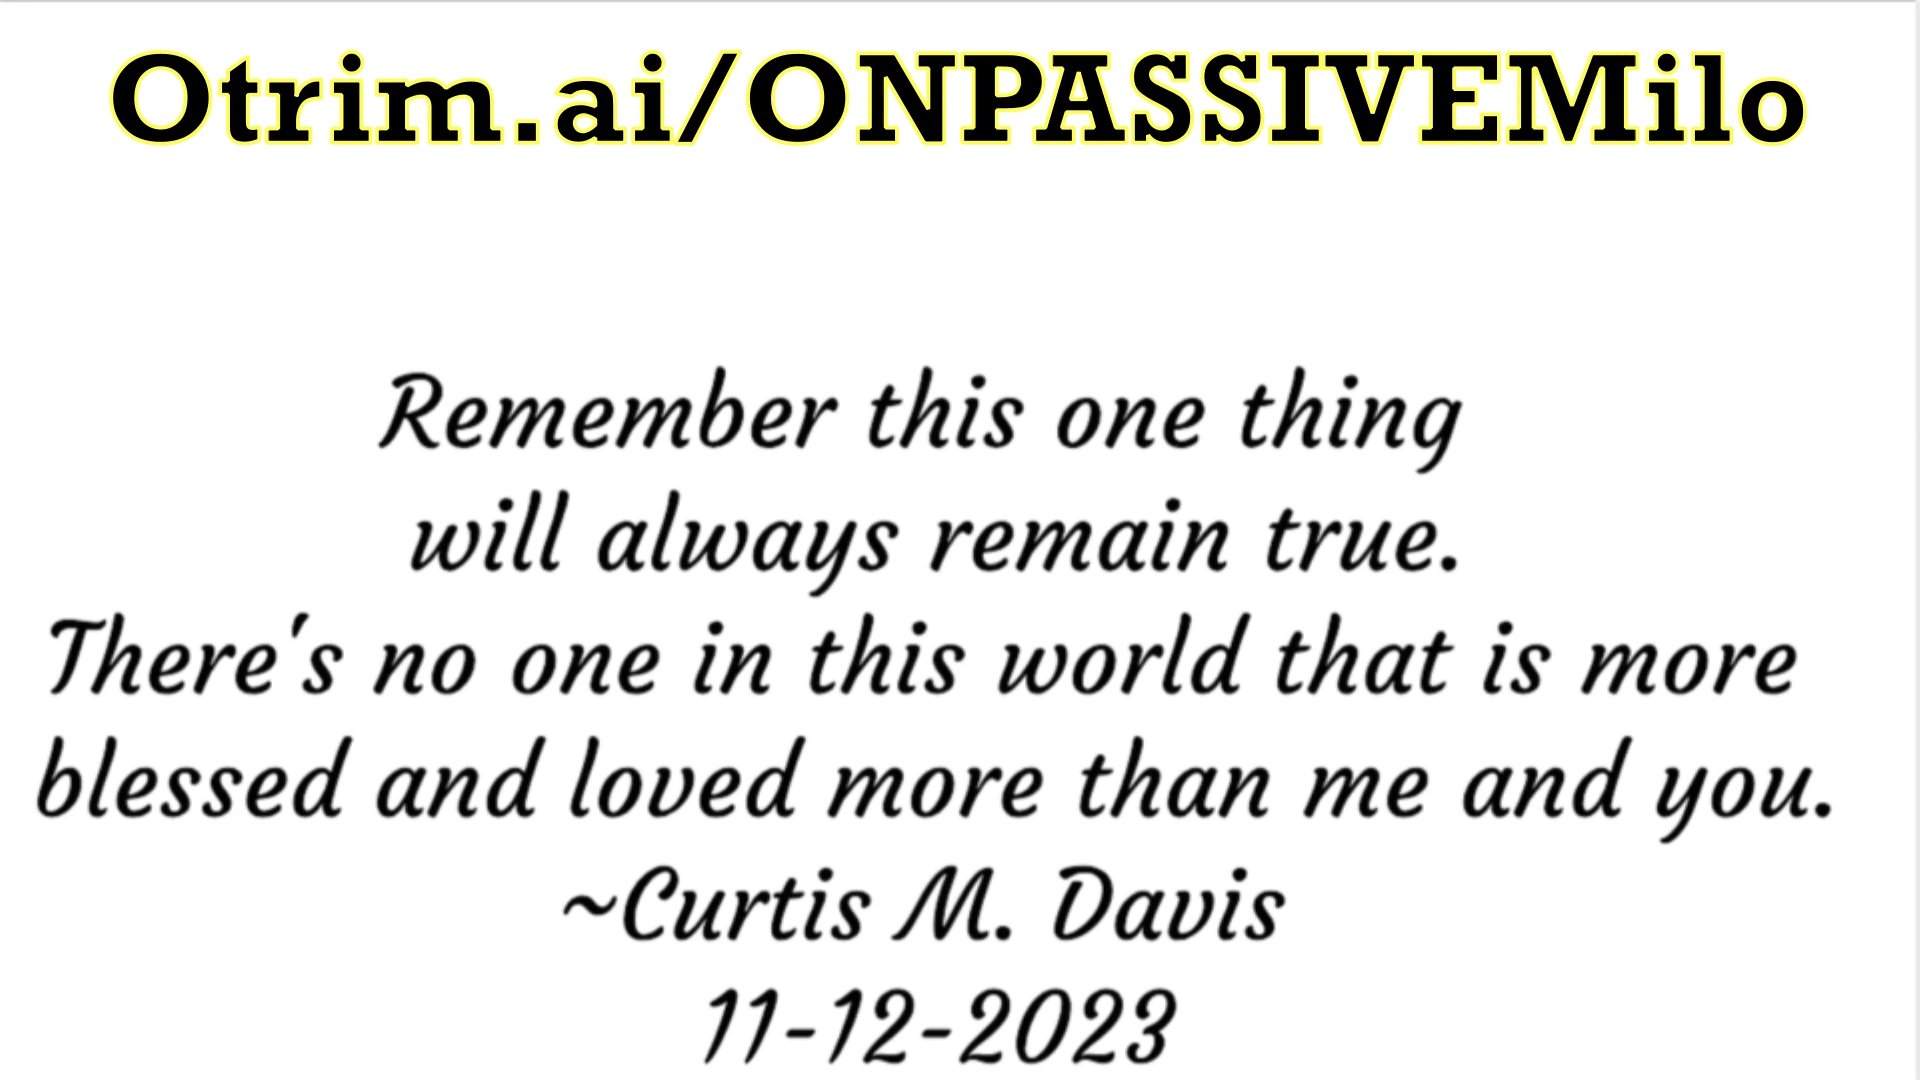 Otrim.ai/ONPASSIVEMilo
Remember this one thing
will always remain true.
There's no one in this world that is more
blessed and loved more than me and you.
~Curtis M. Davis
11-12-2023